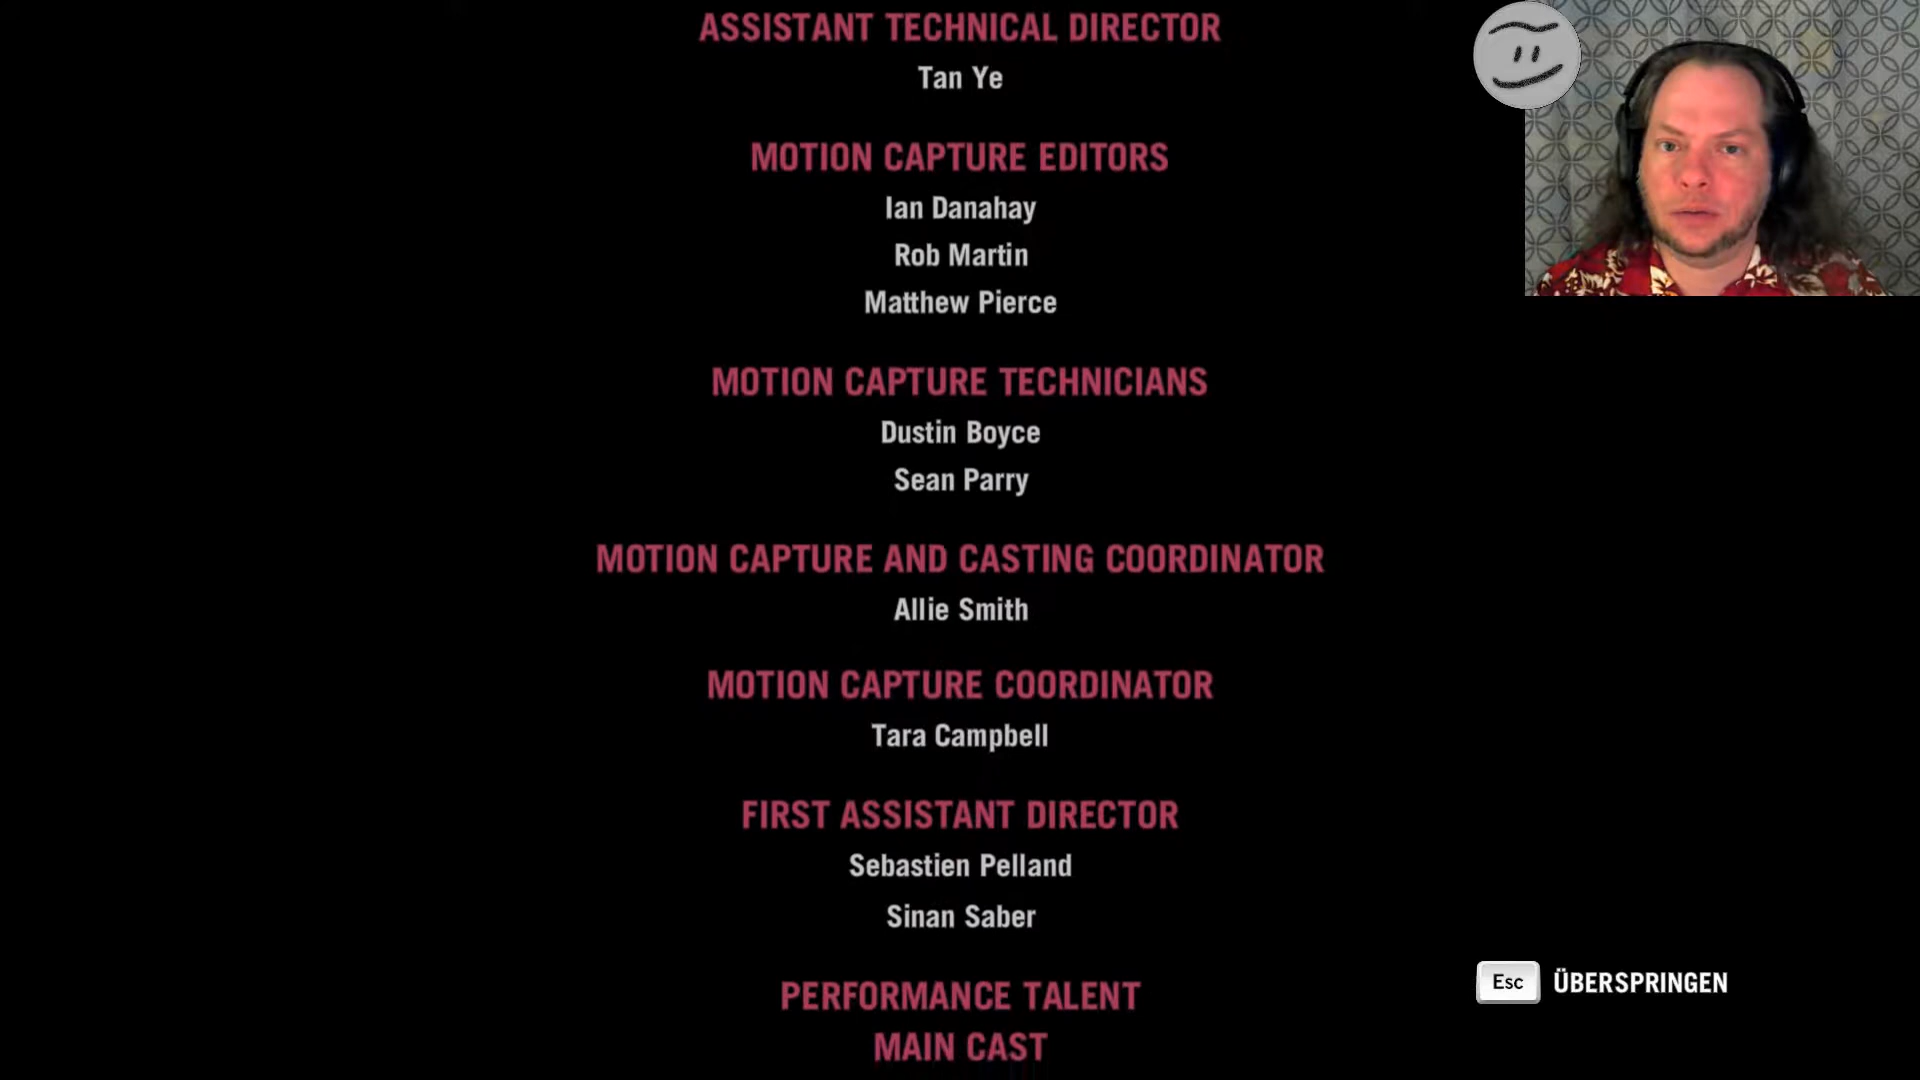 ASSISTANT TECHNICAL DIRECTOR
Tan Ye
MOTION CAPTURE EDITORS
Ian Danahay
Rob Martin
Matthew Pierce
MOTION CAPTURE TECHNICIANS
Dustin Boyce
Sean Parry
MOTION CAPTURE AND CASTING COORDINATOR
Allie Smith
MOTION CAPTURE COORDINATOR
Tara Campbell
FIRST ASSISTANT DIRECTOR
Sebastien Pelland
Sinan Saber
Esc ÜBERSPRINGEN
PERFORMANCE TALENT
MAIN CAST